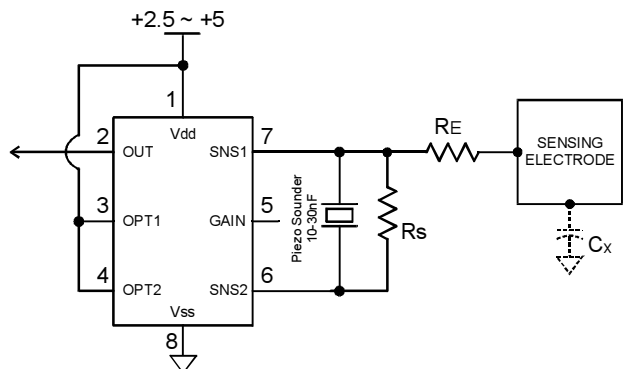 +2.5 ~ +5
1
Vdd
2
OUT
SNS1
7
RE
SENSING
ELECTRODE
3
OPT1
GAIN
5
Piezo Sounder
10-30nF
Rs
CX
4
OPT2
SNS2
6
Vss
8